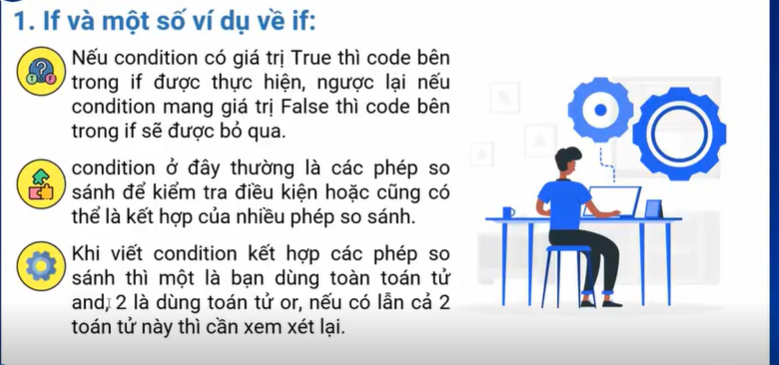 1. If và một số ví dụ về if:
Nếu condition có giá trị True thì code bên
trong if được thực hiện, ngược lại nếu
condition mang giá trị False thì code bên
trong if sẽ được bỏ qua.
condition ở đây thường là các phép so
sánh để kiểm tra điều kiện hoặc cũng có
thể là kết hợp của nhiều phép so sánh.
Khi viết condition kết hợp các phép so
sánh thì một là bạn dùng toàn toán tử
and, 2 là dùng toán tử or, nếu có lẫn cả 2
toán tử này thì cần xem xét lại.